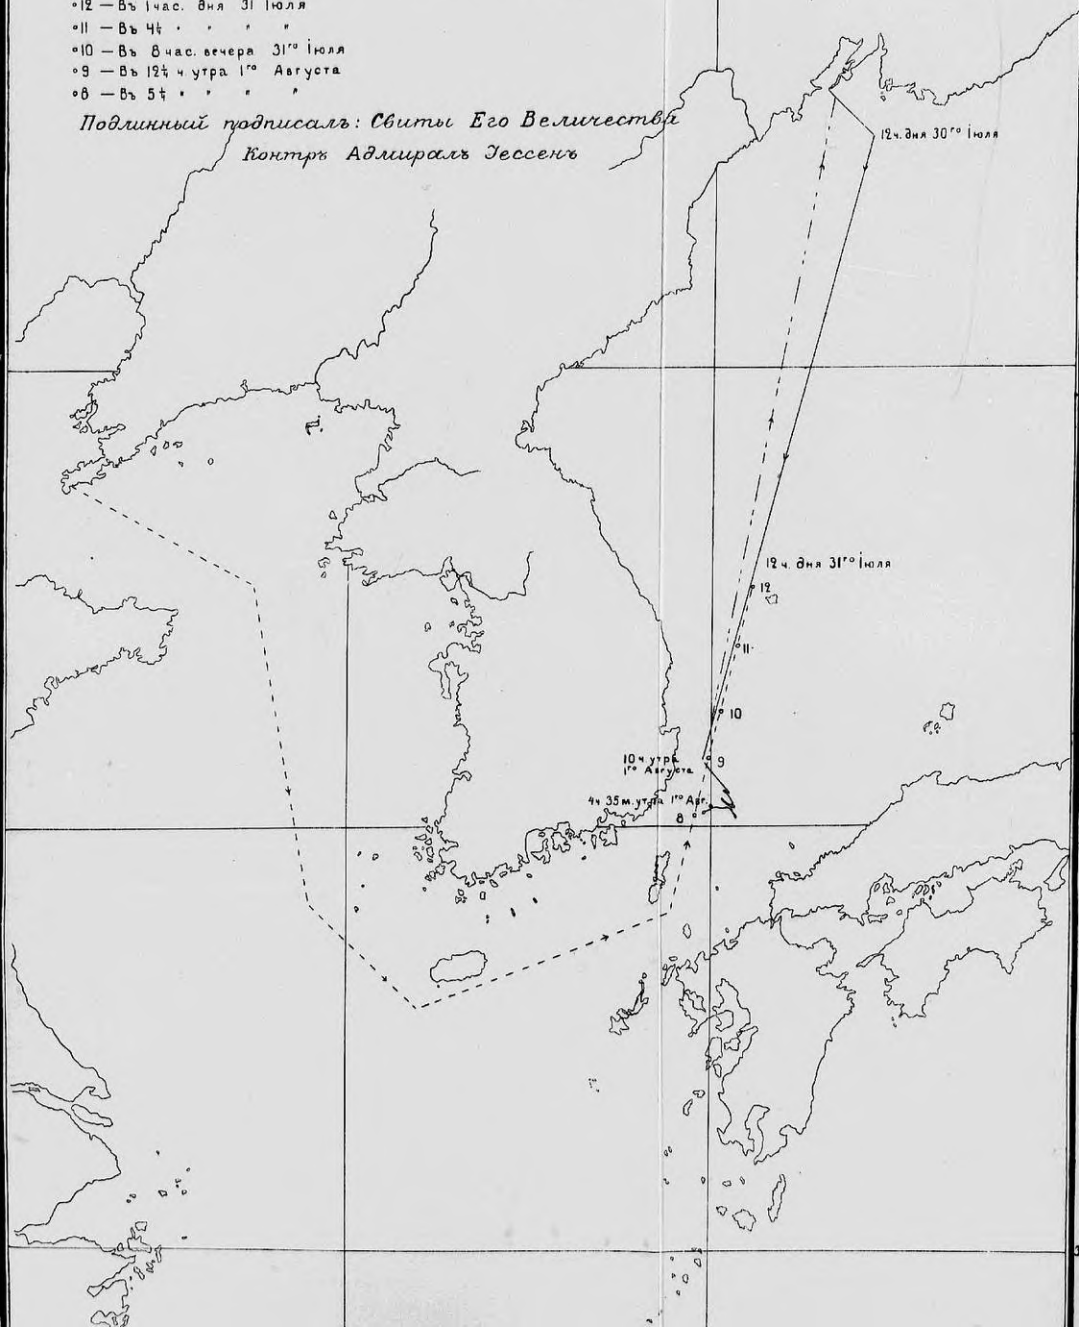 °12 — Въ 1 час. дня 31 Іюля
°11 — Въ 4½ " " " "
°10 — Въ 8 час. вечера 31го Іюля
°9 — Въ 12½ ч. утра 1го Августа
°8 — Въ 5½ " " " "
Подлинный подписалъ: Свиты Его Величества
Контръ Адмиралъ Іессенъ
12 ч. дня 30го Іюля
12 ч. дня 31го Іюля
12
11
10
10 ч. утра
1го Августа
9
4ч 35 м. утра 1го Авг.
8